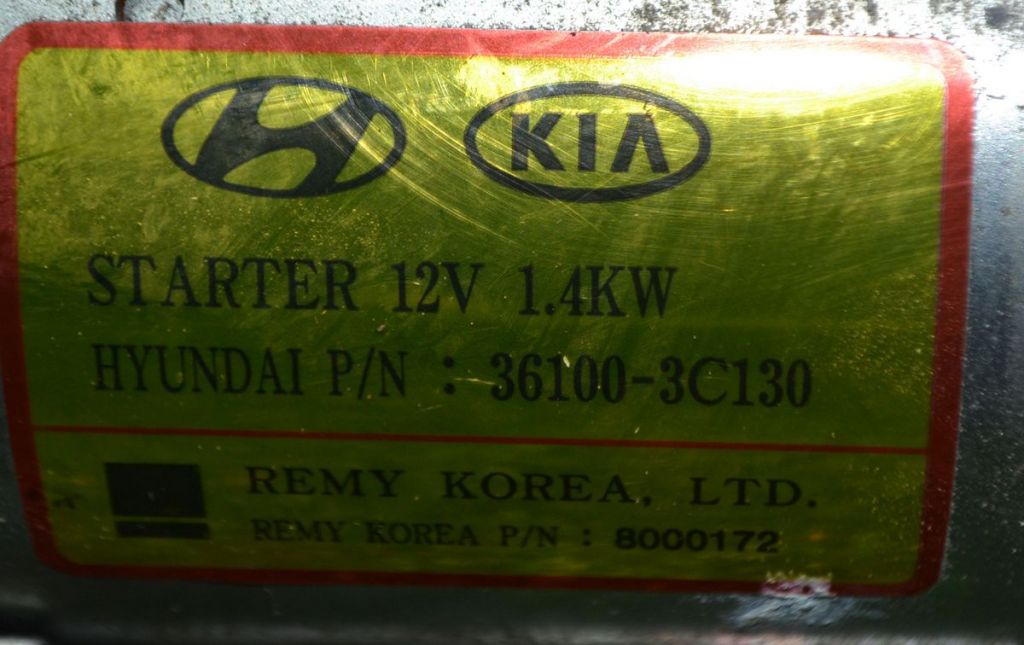 KIA
STARTER 12V 1.4KW
HYUNDAI P/N : 36100-3C130
REMY KOREA, LTD.
REMY KOREA P/N : 8000172